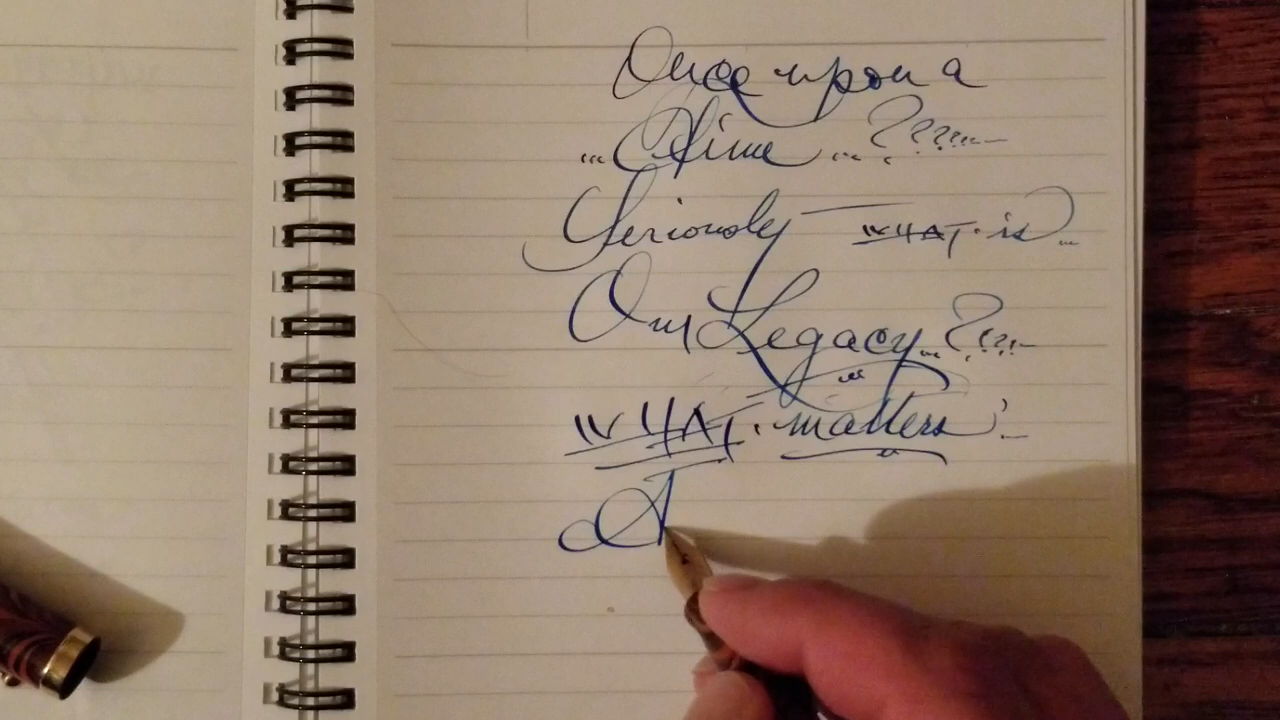 Once upon a
... Time ... ?????...
Seriously — WHAT is...
Our Legacy...????..
WHAT matters?..
A